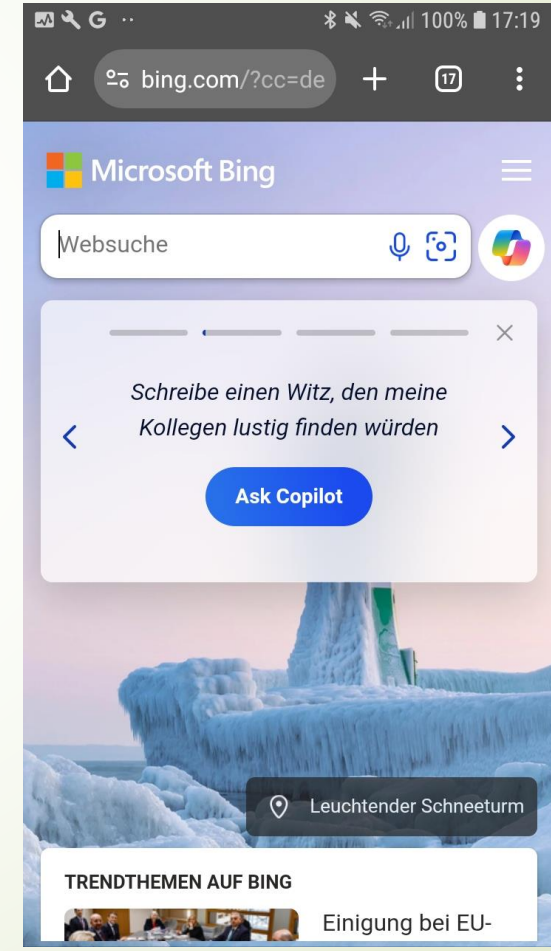 G ·· 100% 17:19
bing.com/?cc=de 17
Microsoft Bing
Websuche
Schreibe einen Witz, den meine
Kollegen lustig finden würden
Ask Copilot
Leuchtender Schneeturm
TRENDTHEMEN AUF BING
Einigung bei EU-